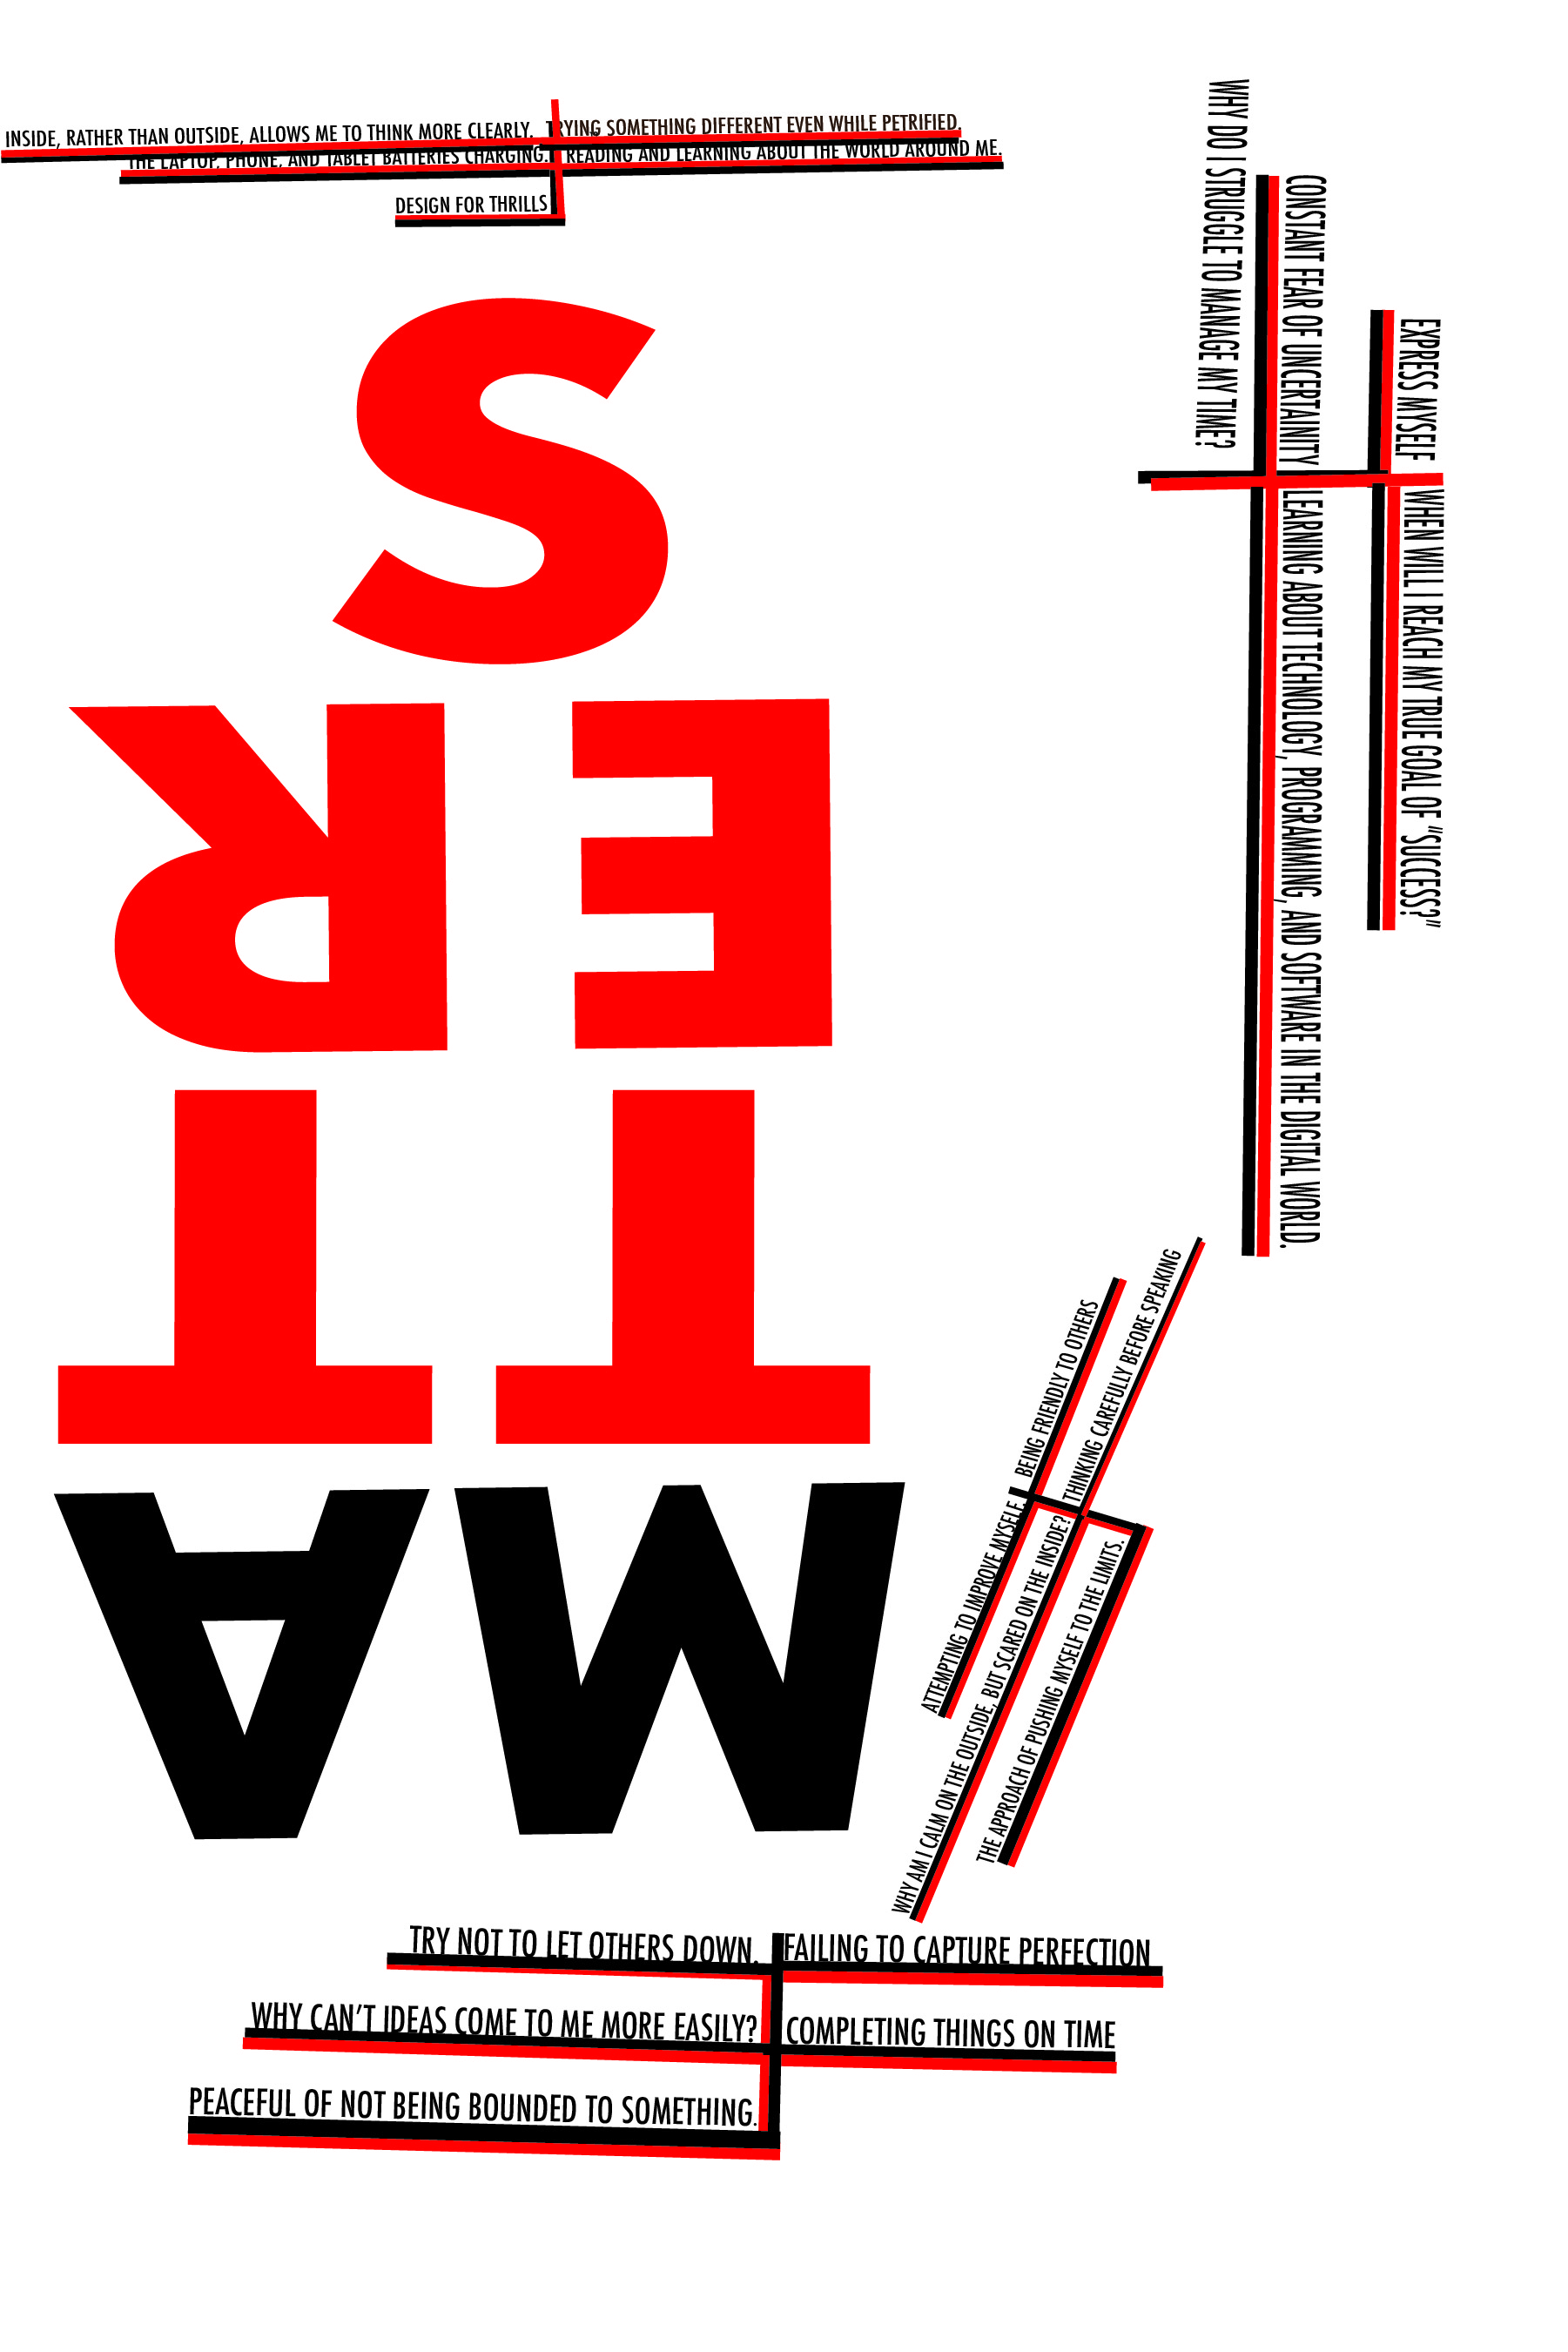 INSIDE, RATHER THAN OUTSIDE, ALLOWS ME TO THINK MORE CLEARLY. TRYING SOMETHING DIFFERENT EVEN WHILE PETRIFIED.
THE LAPTOP, PHONE, AND TABLET BATTERIES CHARGING. READING AND LEARNING ABOUT THE WORLD AROUND ME.
DESIGN FOR THRILLS
WHY DO I STRUGGLE TO MANAGE MY TIME?
CONSTANT FEAR OF UNCERTAINITY LEARNING ABOUT TECHNOLOGY, PROGRAMMING, AND SOFTWARE IN THE DIGITAL WORLD.
EXPRESS MYSELF WHEN WILL I REACH MY TRUE GOAL OF "SUCCESS?"
MA
TT
ER
S
ATTEMPTING TO IMPROVE MYSELF. BEING FRIENDLY TO OTHERS
WHY AM I CALM ON THE OUTSIDE, BUT SCARED ON THE INSIDE? THINKING CAREFULLY BEFORE SPEAKING
THE APPROACH OF PUSHING MYSELF TO THE LIMITS.
TRY NOT TO LET OTHERS DOWN. FAILING TO CAPTURE PERFECTION
WHY CAN'T IDEAS COME TO ME MORE EASILY? COMPLETING THINGS ON TIME
PEACEFUL OF NOT BEING BOUNDED TO SOMETHING.